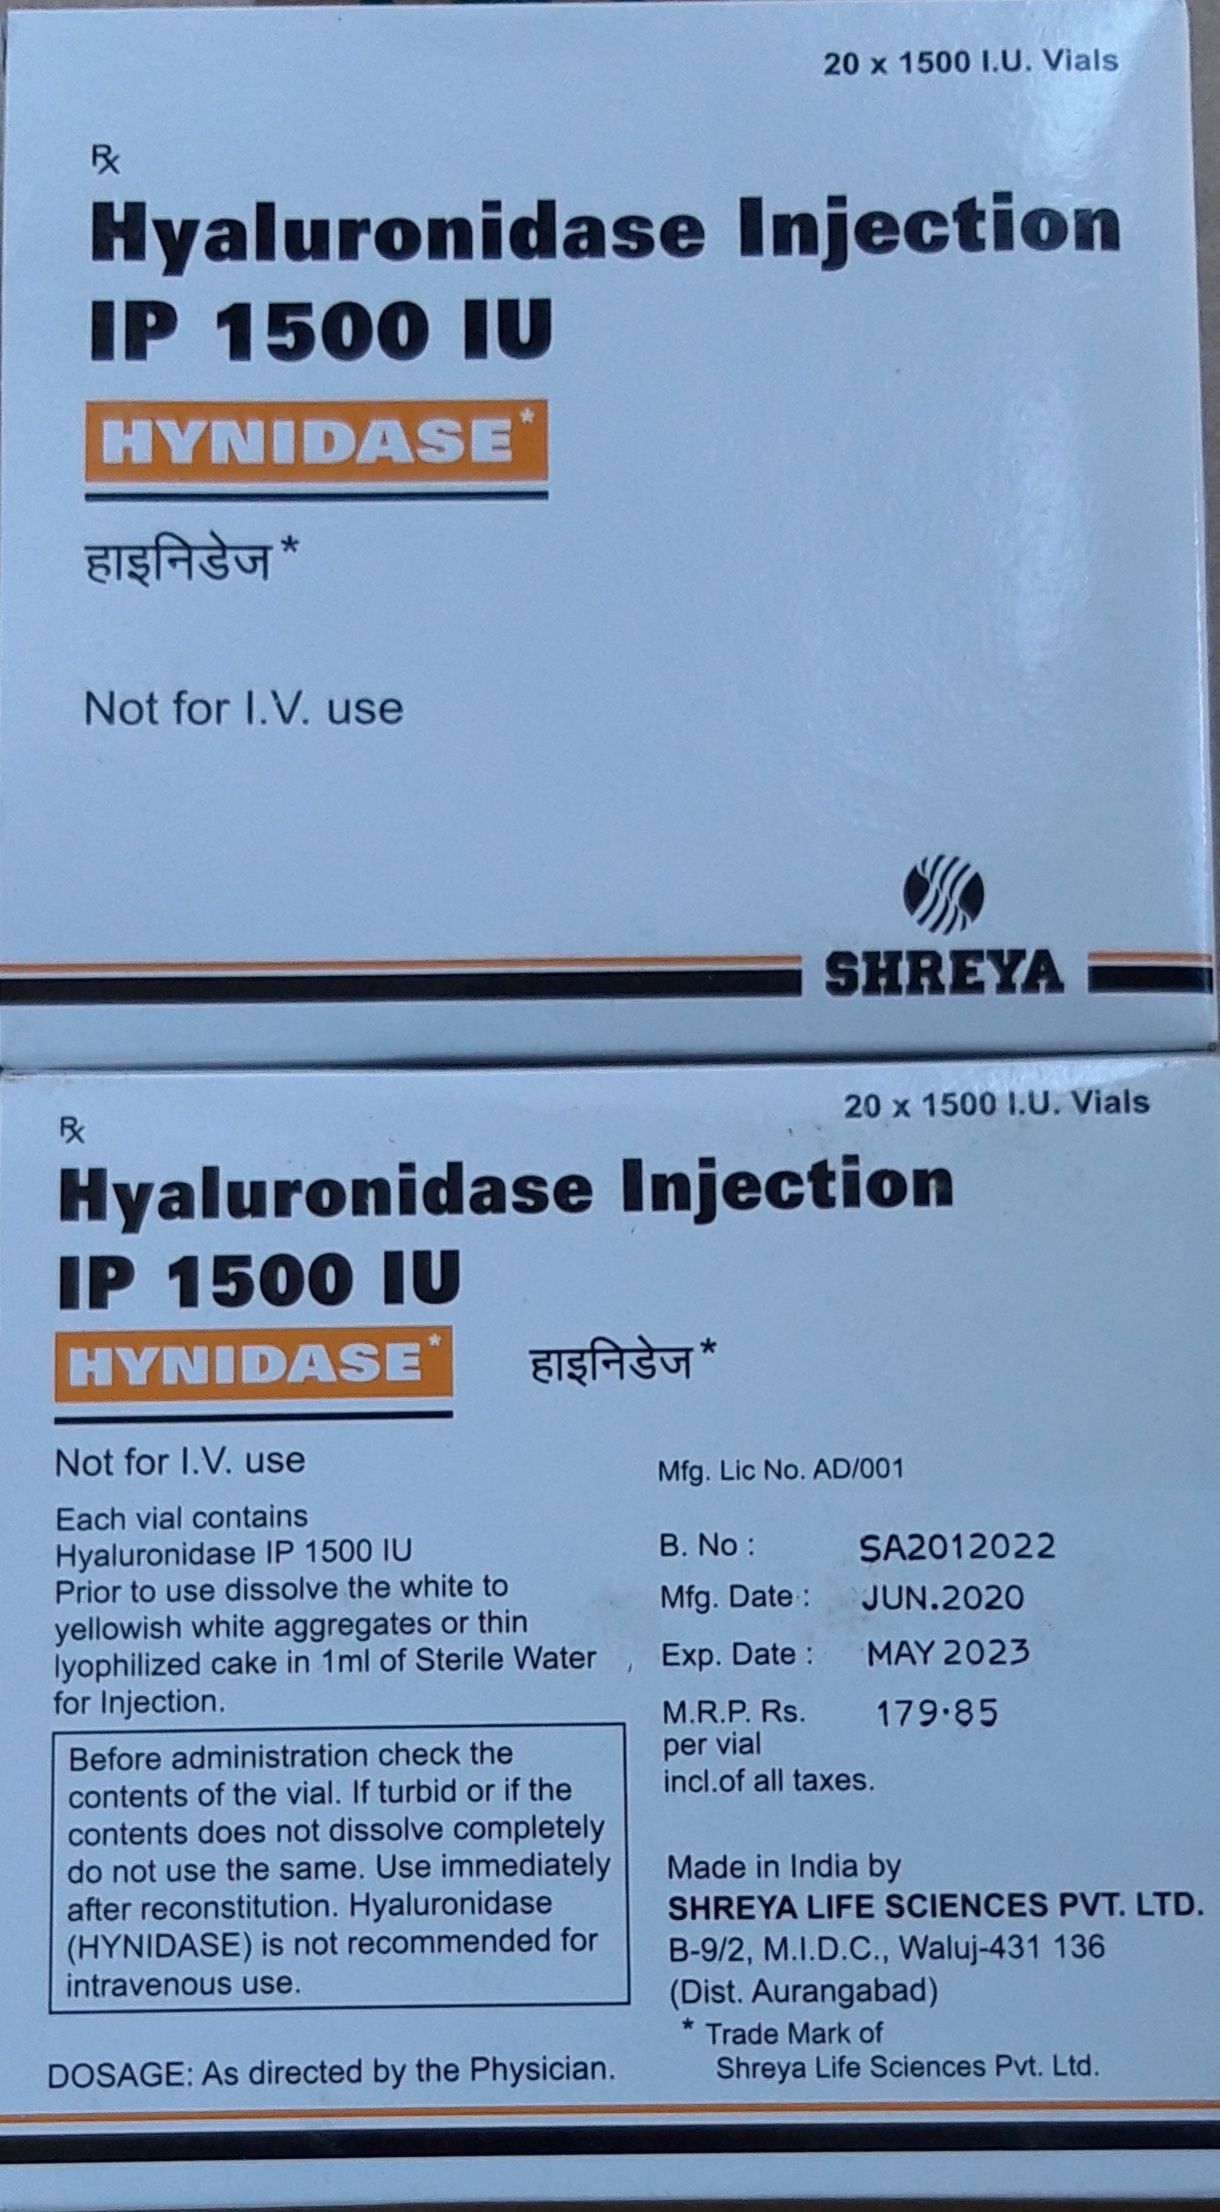 20 x 1500 I.U. Vials
Rx
Hyaluronidase Injection
IP 1500 IU
HYNIDASE*
हाइनिडेज*
Not for I.V. use
SHREYA
20 x 1500 I.U. Vials
Rx
Hyaluronidase Injection
IP 1500 IU
HYNIDASE*
हाइनिडेज*
Not for I.V. use
Each vial contains
Hyaluronidase IP 1500 IU
Prior to use dissolve the white to
yellowish white aggregates or thin
lyophilized cake in 1ml of Sterile Water
for Injection.
Before administration check the
contents of the vial. If turbid or if the
contents does not dissolve completely
do not use the same. Use immediately
after reconstitution. Hyaluronidase
(HYNIDASE) is not recommended for
intravenous use.
DOSAGE: As directed by the Physician.
Mfg. Lic No. AD/001
B. No : SA2012022
Mfg. Date : JUN.2020
Exp. Date : MAY 2023
M.R.P. Rs. 179.85
per vial
incl.of all taxes.
Made in India by
SHREYA LIFE SCIENCES PVT. LTD.
B-9/2, M.I.D.C., Waluj-431 136
(Dist. Aurangabad)
* Trade Mark of
Shreya Life Sciences Pvt. Ltd.